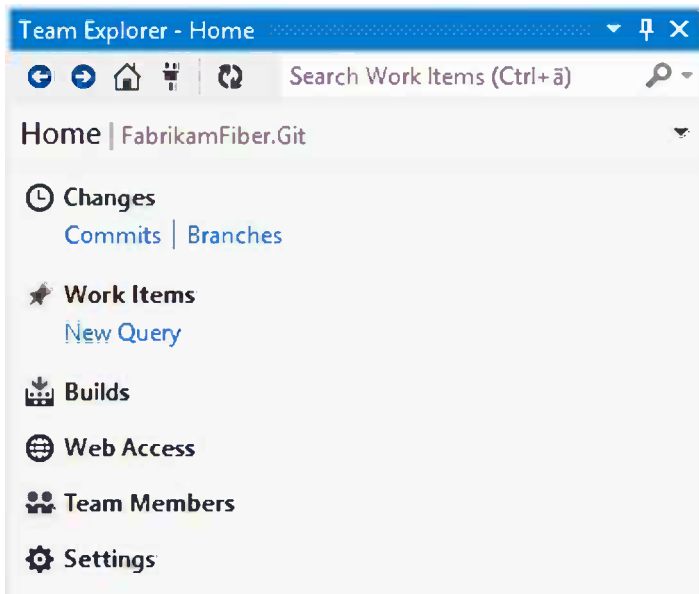 Team Explorer - Home
Search Work Items (Ctrl+ā)
Home | FabrikamFiber.Git
Changes
Commits | Branches
Work Items
New Query
Builds
Web Access
Team Members
Settings